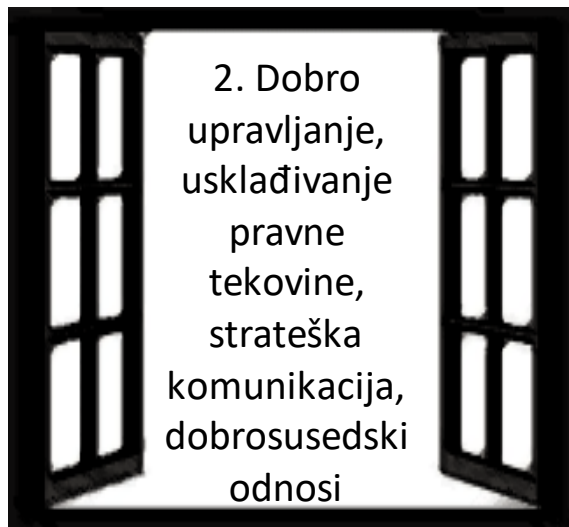 2. Dobro
upravljanje,
usklađivanje
pravne
tekovine,
strateška
komunikacija,
dobrosusedski
odnosi